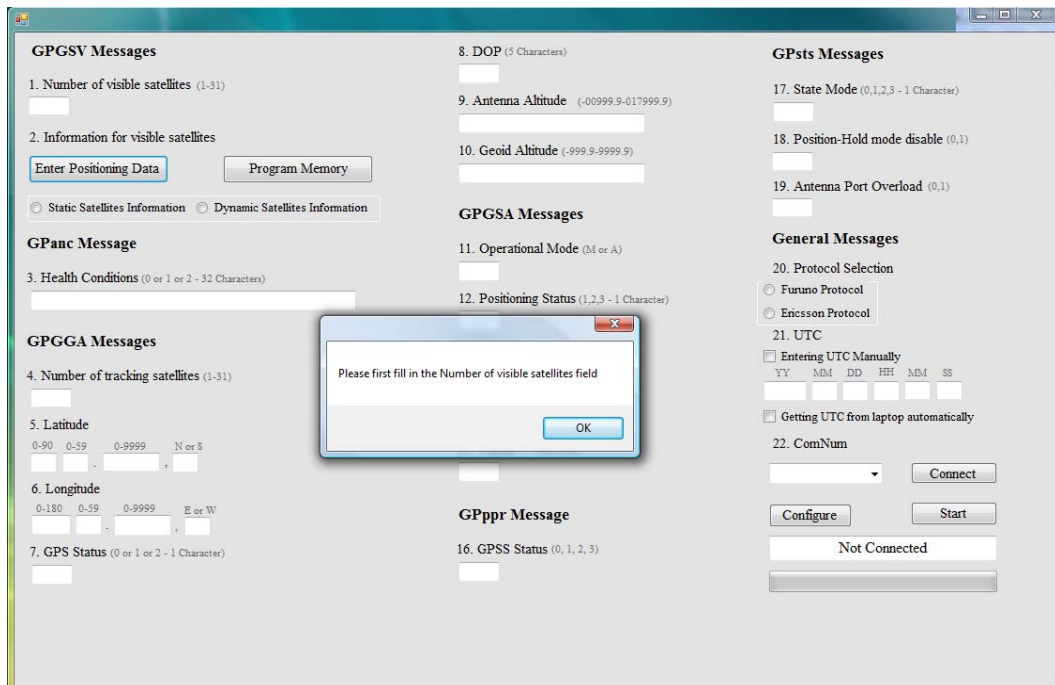 GPGSV Messages
1. Number of visible satellites (1-31)
2. Information for visible satellites
Enter Positioning Data
Program Memory
Static Satellites Information
Dynamic Satellites Information
GPanc Message
3. Health Conditions (0 or 1 or 2 - 32 Characters)
GPGGA Messages
4. Number of tracking satellites (1-31)
5. Latitude
0-90 0-59 0-9999 N or S
. ,
6. Longitude
0-180 0-59 0-9999 E or W
. ,
7. GPS Status (0 or 1 or 2 - 1 Character)
8. DOP (5 Characters)
9. Antenna Altitude (-00999.9-017999.9)
10. Geoid Altitude (-999.9-9999.9)
GPGSA Messages
11. Operational Mode (M or A)
12. Positioning Status (1,2,3 - 1 Character)
Please first fill in the Number of visible satellites field
OK
GPppr Message
16. GPSS Status (0, 1, 2, 3)
GPsts Messages
17. State Mode (0,1,2,3 - 1 Character)
18. Position-Hold mode disable (0,1)
19. Antenna Port Overload (0,1)
General Messages
20. Protocol Selection
Furuno Protocol
Ericsson Protocol
21. UTC
Entering UTC Manually
YY MM DD HH MM SS
Getting UTC from laptop automatically
22. ComNum
Connect
Configure
Start
Not Connected